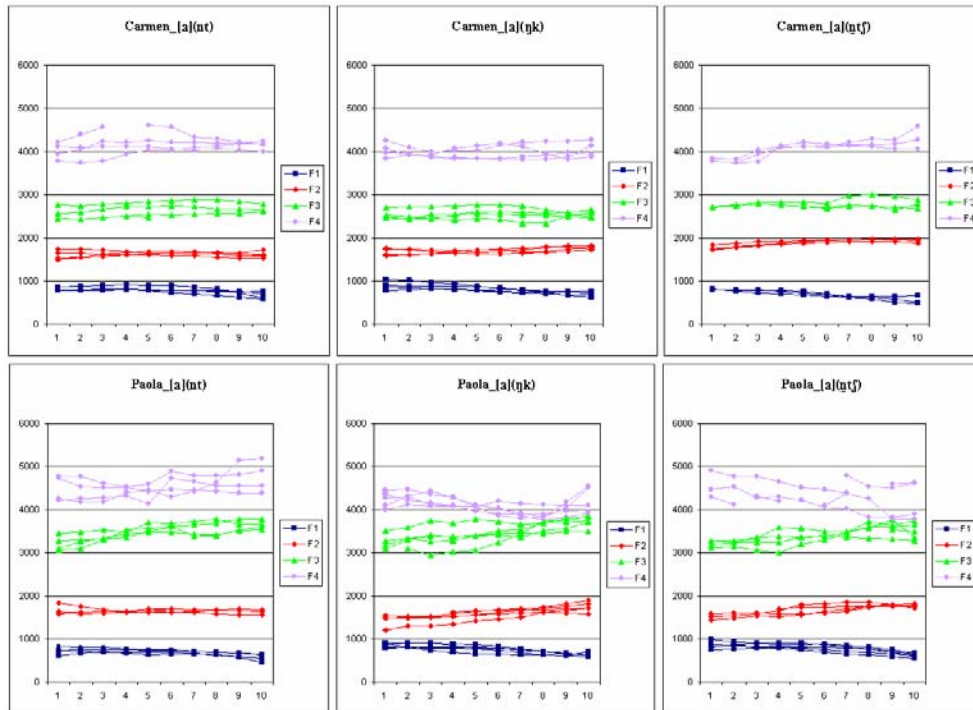 Carmen_[a](nt)
6000
5000
4000
3000
2000
1000
0
1 2 3 4 5 6 7 8 9 10
F1
F2
F3
F4
Carmen_[a](ŋk)
6000
5000
4000
3000
2000
1000
0
1 2 3 4 5 6 7 8 9 10
F1
F2
F3
F4
Carmen_[a](n̠tʃ)
6000
5000
4000
3000
2000
1000
0
1 2 3 4 5 6 7 8 9 10
F1
F2
F3
F4
Paola_[a](nt)
6000
5000
4000
3000
2000
1000
0
1 2 3 4 5 6 7 8 9 10
F1
F2
F3
F4
Paola_[a](ŋk)
6000
5000
4000
3000
2000
1000
0
1 2 3 4 5 6 7 8 9 10
F1
F2
F3
F4
Paola_[a](n̠tʃ)
6000
5000
4000
3000
2000
1000
0
1 2 3 4 5 6 7 8 9 10
F1
F2
F3
F4